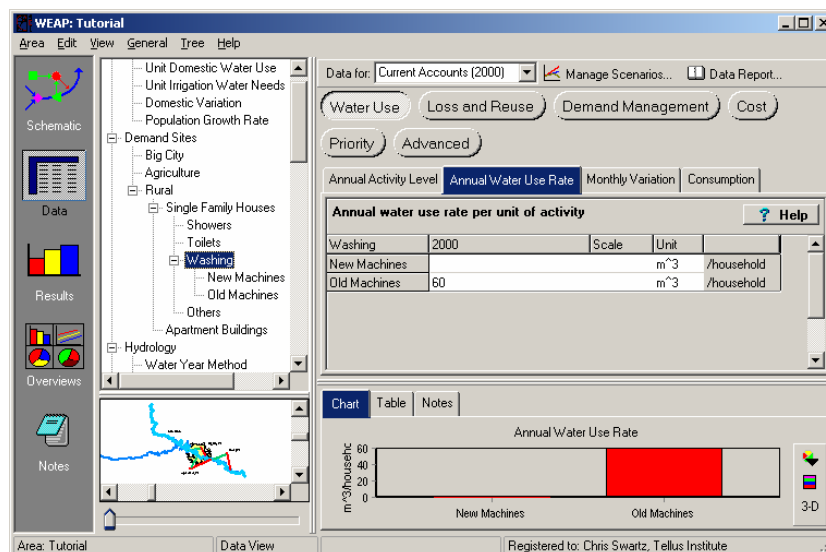 WEAP: Tutorial
Area Edit View General Tree Help
Schematic
Data
Results
Overviews
Notes
Unit Domestic Water Use
Unit Irrigation Water Needs
Domestic Variation
Population Growth Rate
Demand Sites
Big City
Agriculture
Rural
Single Family Houses
Showers
Toilets
Washing
New Machines
Old Machines
Others
Apartment Buildings
Hydrology
Water Year Method
Data for: Current Accounts (2000) Manage Scenarios... Data Report...
Water Use Loss and Reuse Demand Management Cost
Priority Advanced
Annual Activity Level Annual Water Use Rate Monthly Variation Consumption
Annual water use rate per unit of activity ? Help
Washing 2000 Scale Unit
New Machines m^3 /household
Old Machines 60 m^3 /household
Chart Table Notes
Annual Water Use Rate
m^3/househc
60
40
20
0
New Machines Old Machines
3-D
Area: Tutorial Data View Registered to: Chris Swartz, Tellus Institute